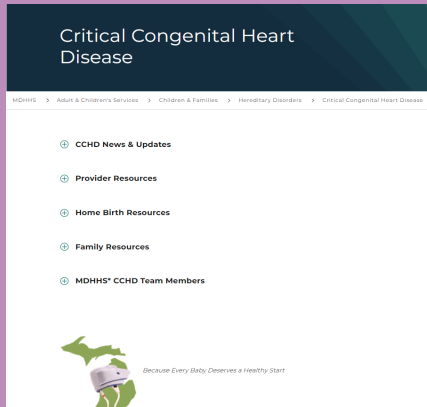 Critical Congenital Heart
Disease
MDHHS > Adult & Children's Services > Children & Families > Hereditary Disorders > Critical Congenital Heart Disease
CCHD News & Updates
Provider Resources
Home Birth Resources
Family Resources
MDHHS* CCHD Team Members
Because Every Baby Deserves a Healthy Start